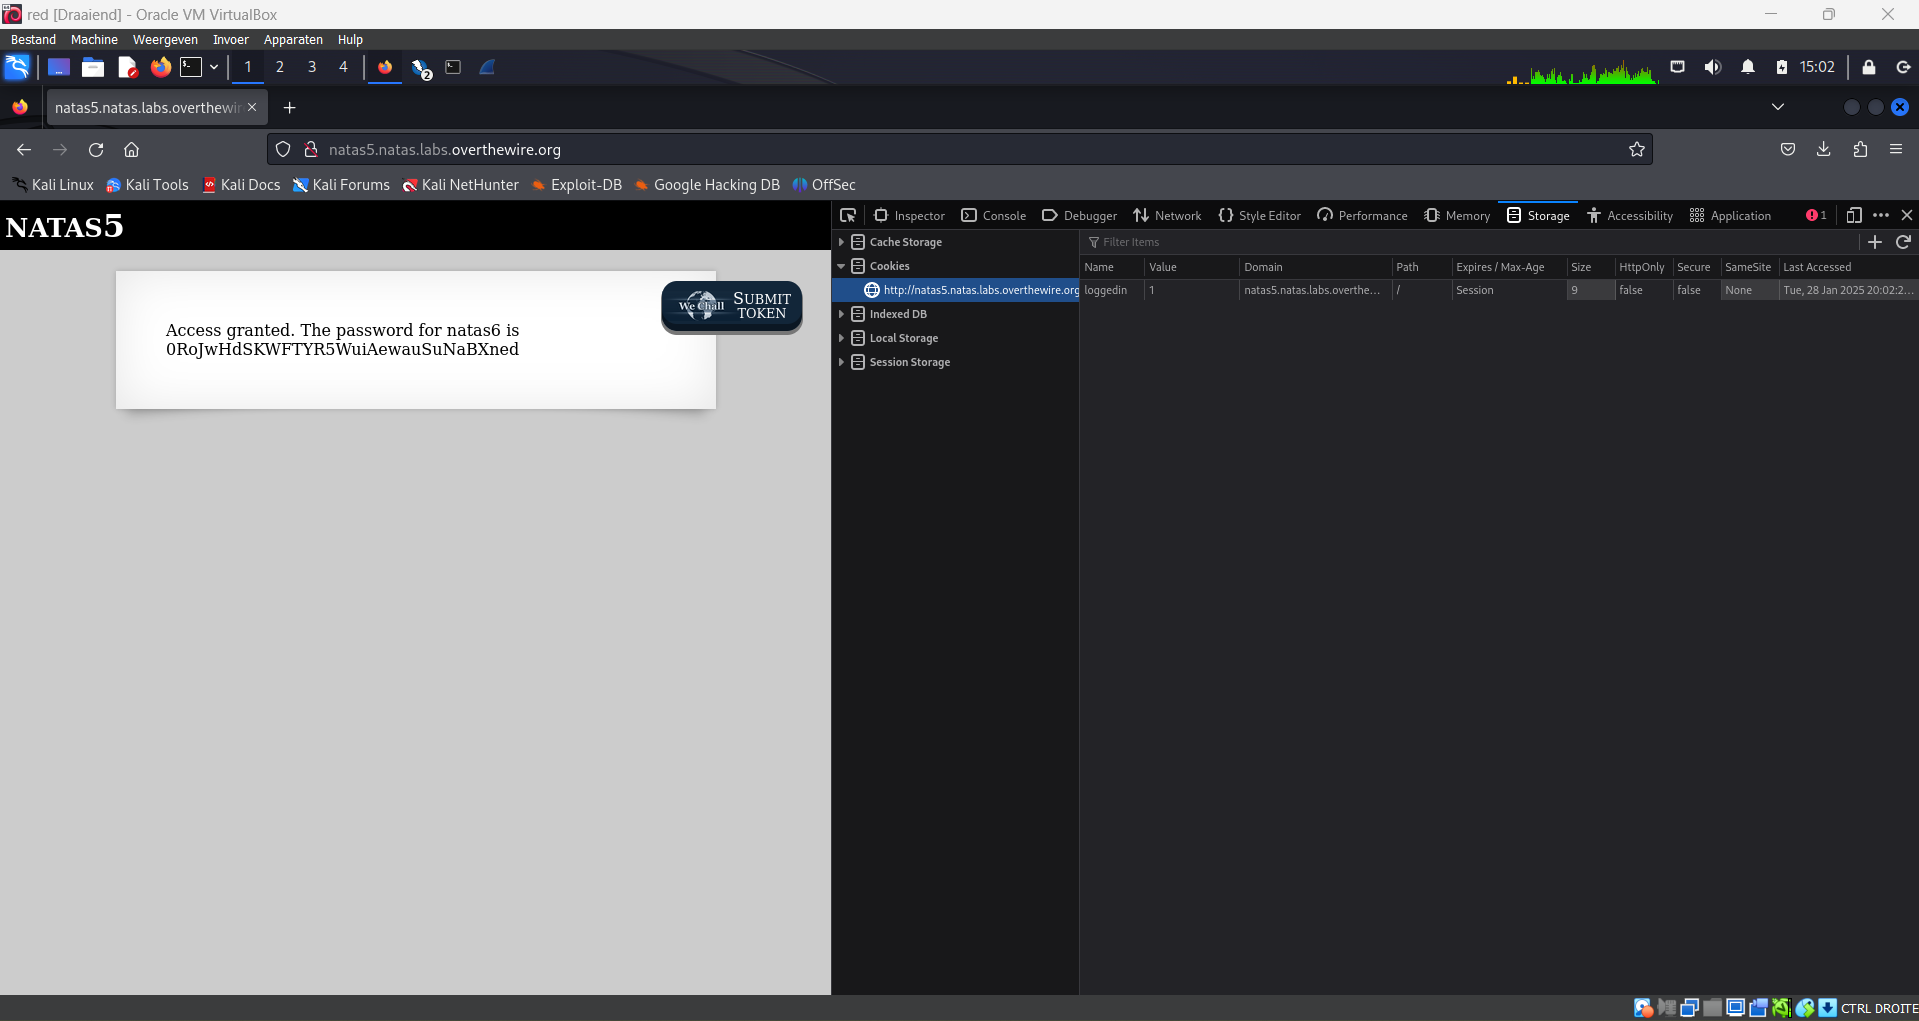 red [Draaiend] - Oracle VM VirtualBox
Bestand Machine Weergeven Invoer Apparaten Hulp
1 2 3 4
2
15:02
natas5.natas.labs.overthewir
natas5.natas.labs.overthewire.org
Kali Linux Kali Tools Kali Docs Kali Forums Kali NetHunter Exploit-DB Google Hacking DB OffSec
NATAS5
We Chall
SUBMIT
TOKEN
Access granted. The password for natas6 is
0RoJwHdSKWFTYR5WuiAewauSuNaBXned
Inspector Console Debugger Network Style Editor Performance Memory Storage Accessibility Application 1
Cache Storage
Cookies
http://natas5.natas.labs.overthewire.org
Indexed DB
Local Storage
Session Storage
Filter Items
Name Value Domain Path Expires / Max-Age Size HttpOnly Secure SameSite Last Accessed
loggedin 1 natas5.natas.labs.overthe... / Session 9 false false None Tue, 28 Jan 2025 20:02:2...
CTRL DROITE